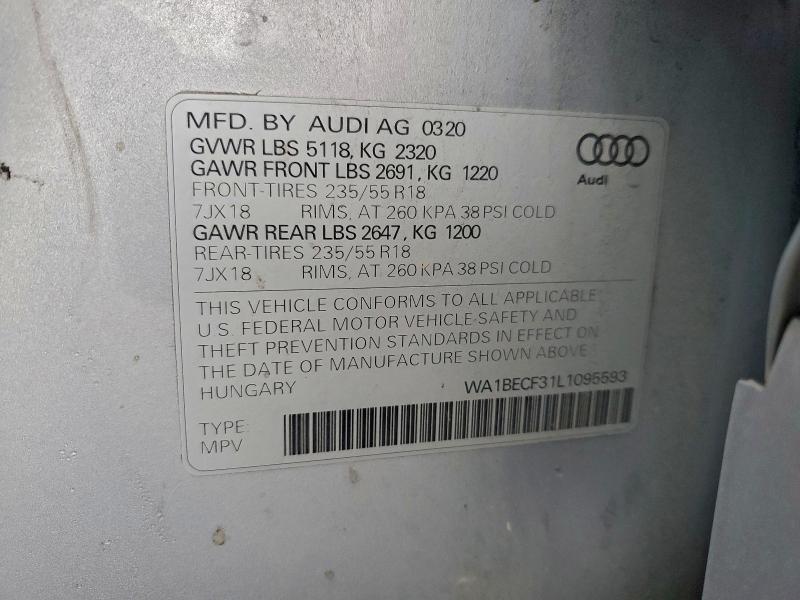 MFD. BY AUDI AG 0320
GVWR LBS 5118, KG 2320
GAWR FRONT LBS 2691, KG 1220
FRONT-TIRES 235/55 R18
7JX18 RIMS, AT 260 KPA 38 PSI COLD
GAWR REAR LBS 2647, KG 1200
REAR-TIRES 235/55 R18
7JX18 RIMS, AT 260 KPA 38 PSI COLD
Audi
THIS VEHICLE CONFORMS TO ALL APPLICABLE
U.S. FEDERAL MOTOR VEHICLE SAFETY AND
THEFT PREVENTION STANDARDS IN EFFECT ON
THE DATE OF MANUFACTURE SHOWN ABOVE
HUNGARY WA1BECF31L1095593
TYPE:
MPV